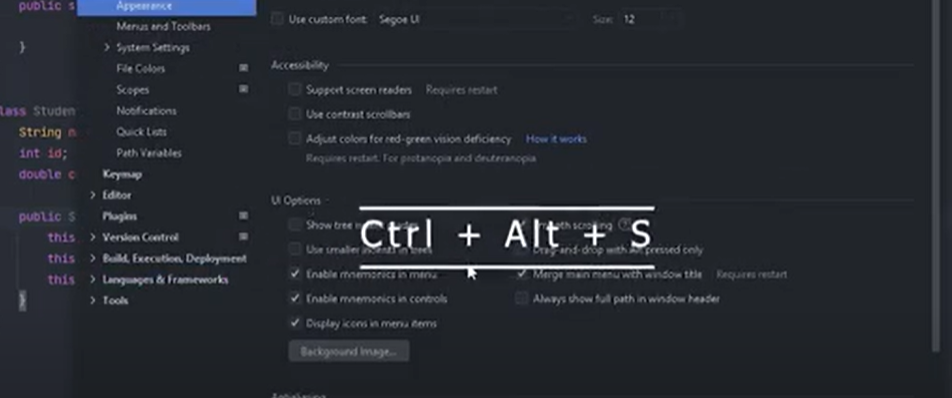 public s
Appearance
Use custom font: Segoe UI Size: 12
Menus and Toolbars
}
System Settings
Accessibility
File Colors
Scopes
Support screen readers Requires restart
Notifications
Use contrast scrollbars
lass Studen
String n
Quick Lists
Adjust colors for red-green vision deficiency How it works
int id;
Path Variables
Requires restart. For protanopia and deuteranopia
double c
Keymap
Editor
UI Options
public S
Plugins
Show tree
scrolling
Ctrl + Alt + S
this
Version Control
Use smaller indents in trees
Drag-and-drop with Alt pressed only
this
Build, Execution, Deployment
Enable mnemonics in menu
Merge main menu with window title Requires restart
this
Languages & Frameworks
}
Tools
Enable mnemonics in controls
Always show full path in window header
Display icons in menu items
Background Image...